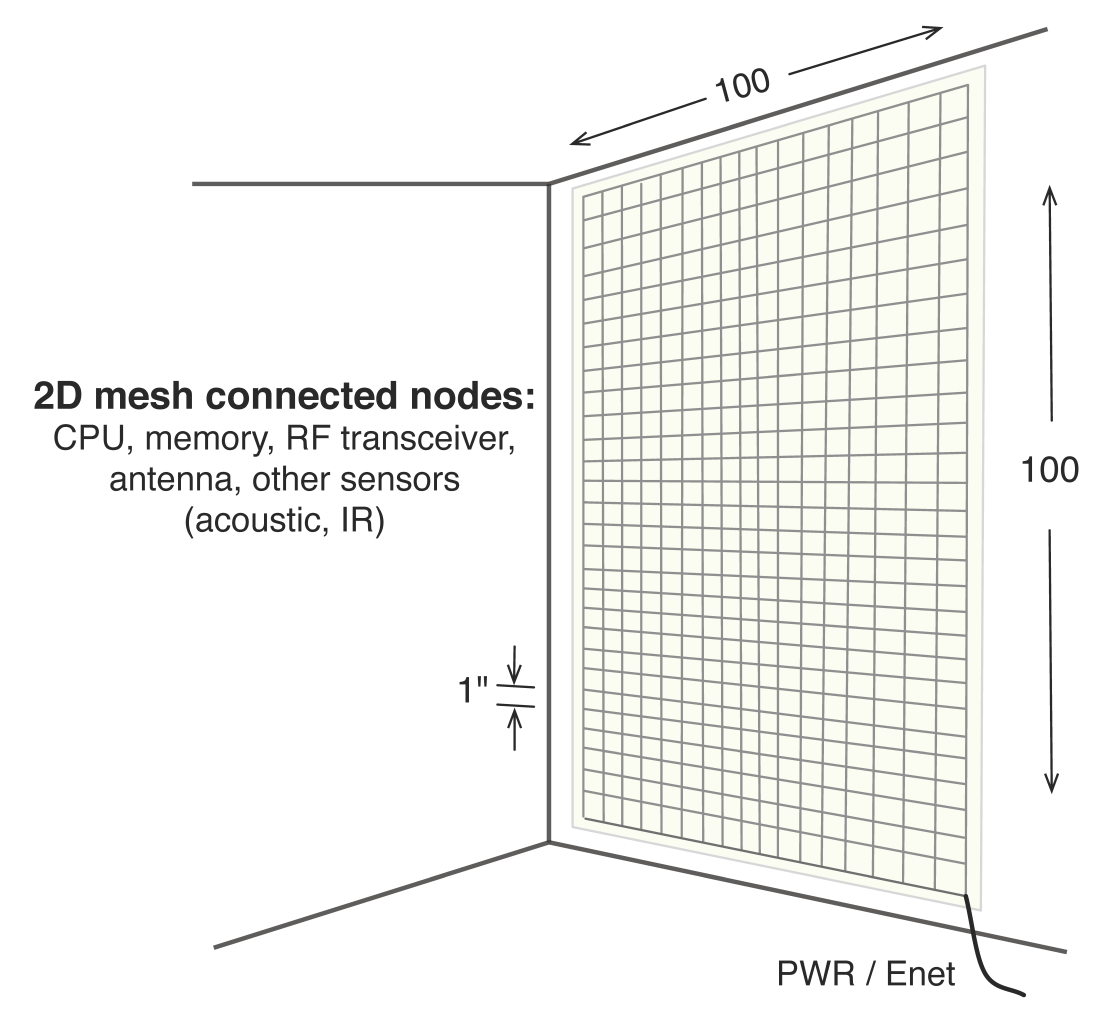 100
2D mesh connected nodes:
CPU, memory, RF transceiver,
antenna, other sensors
(acoustic, IR)
100
1"
PWR / Enet